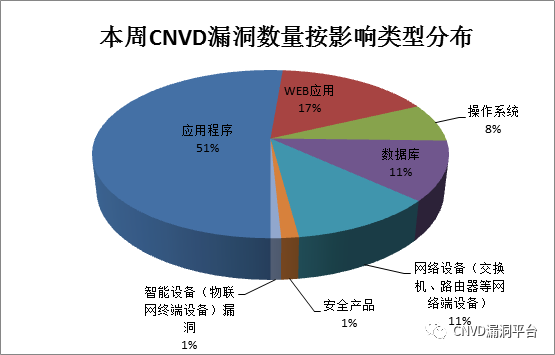 本周CNVD漏洞数量按影响类型分布
WEB应用
17%
操作系统
8%
应用程序
51%
数据库
11%
网络设备（交换
机、路由器等网
络端设备）
11%
安全产品
1%
智能设备（物联
网终端设备）漏
洞
1%
CNVD漏洞平台